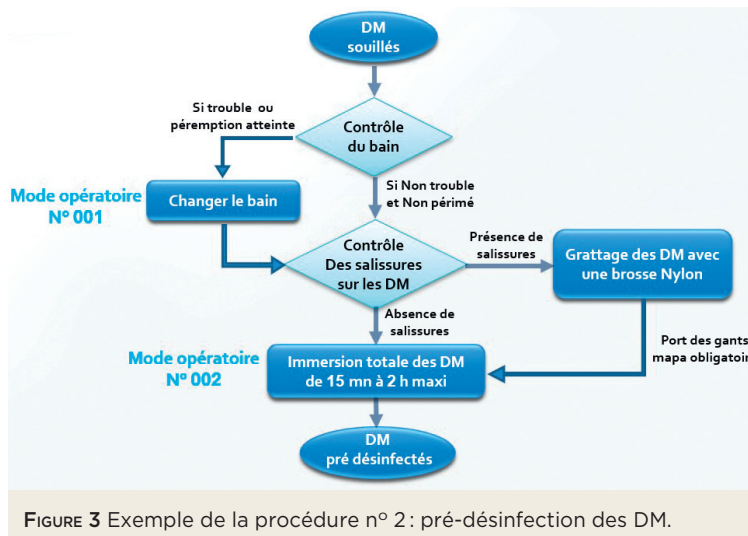 DM
souillés
Si trouble ou
péremption atteinte
Contrôle
du bain
Mode opératoire
N° 001
Changer le bain
Si Non trouble
et Non périmé
Contrôle
Des salissures
sur les DM
Présence de
salissures
Grattage des DM avec
une brosse Nylon
Absence de
salissures
Port des gants
mapa obligatoir
Mode opératoire
N° 002
Immersion totale des DM
de 15 mn à 2 h maxi
DM
pré désinfectés
FIGURE 3 Exemple de la procédure n° 2 : pré-désinfection des DM.